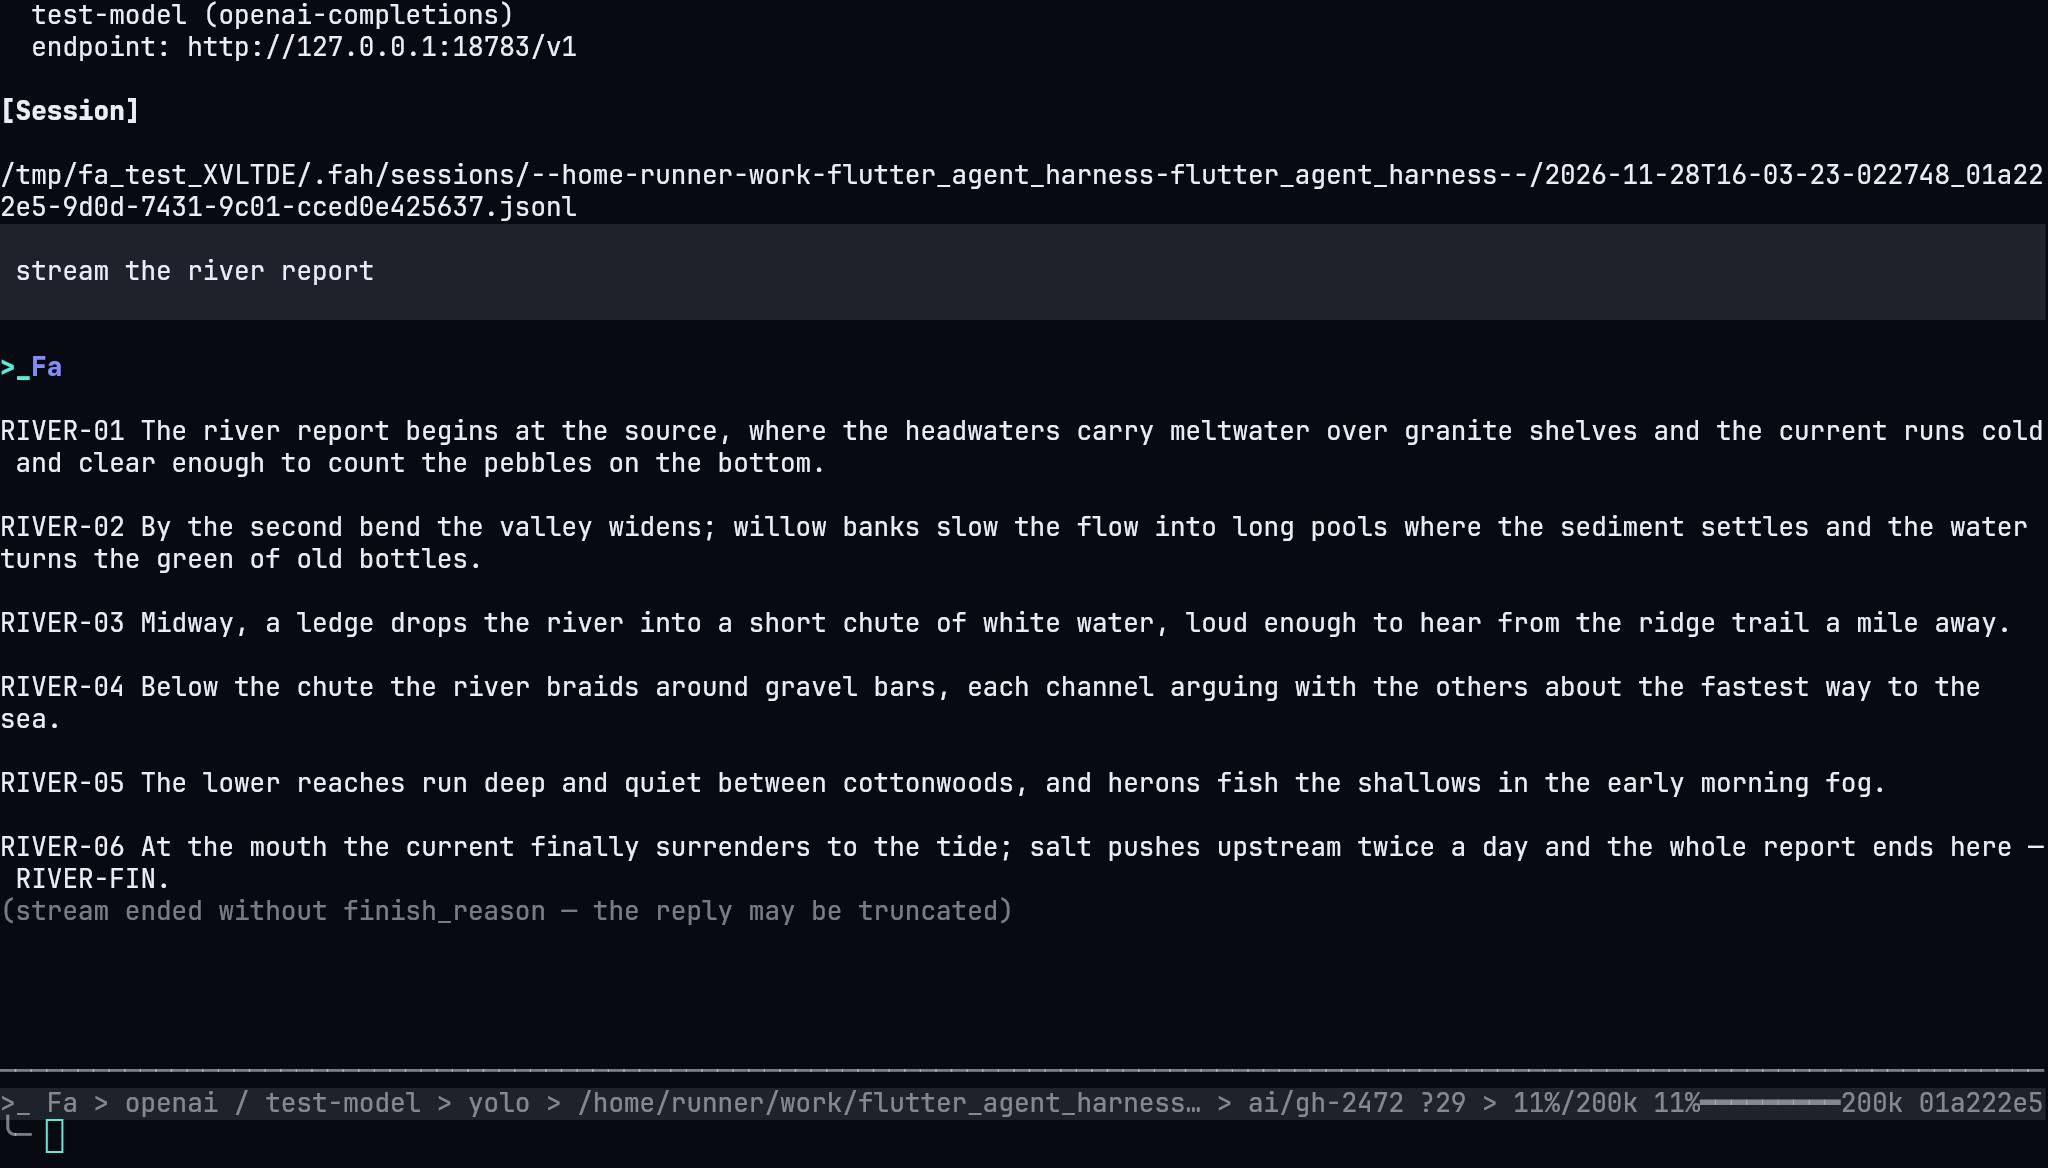 test-model (openai-completions)
endpoint: http://127.0.0.1:18783/v1
[Session]
/tmp/fa_test_XVLTDE/.fah/sessions/--home-runner-work-flutter_agent_harness-flutter_agent_harness--/2026-11-28T16-03-23-022748_01a22
2e5-9d0d-7431-9c01-cced0e425637.jsonl
stream the river report
>_Fa
RIVER-01 The river report begins at the source, where the headwaters carry meltwater over granite shelves and the current runs cold
and clear enough to count the pebbles on the bottom.
RIVER-02 By the second bend the valley widens; willow banks slow the flow into long pools where the sediment settles and the water
turns the green of old bottles.
RIVER-03 Midway, a ledge drops the river into a short chute of white water, loud enough to hear from the ridge trail a mile away.
RIVER-04 Below the chute the river braids around gravel bars, each channel arguing with the others about the fastest way to the
sea.
RIVER-05 The lower reaches run deep and quiet between cottonwoods, and herons fish the shallows in the early morning fog.
RIVER-06 At the mouth the current finally surrenders to the tide; salt pushes upstream twice a day and the whole report ends here —
RIVER-FIN.
(stream ended without finish_reason — the reply may be truncated)
>_ Fa > openai / test-model > yolo > /home/runner/work/flutter_agent_harness… > ai/gh-2472 ?29 > 11%/200k 11%━━━━━━━━━200k 01a222e5